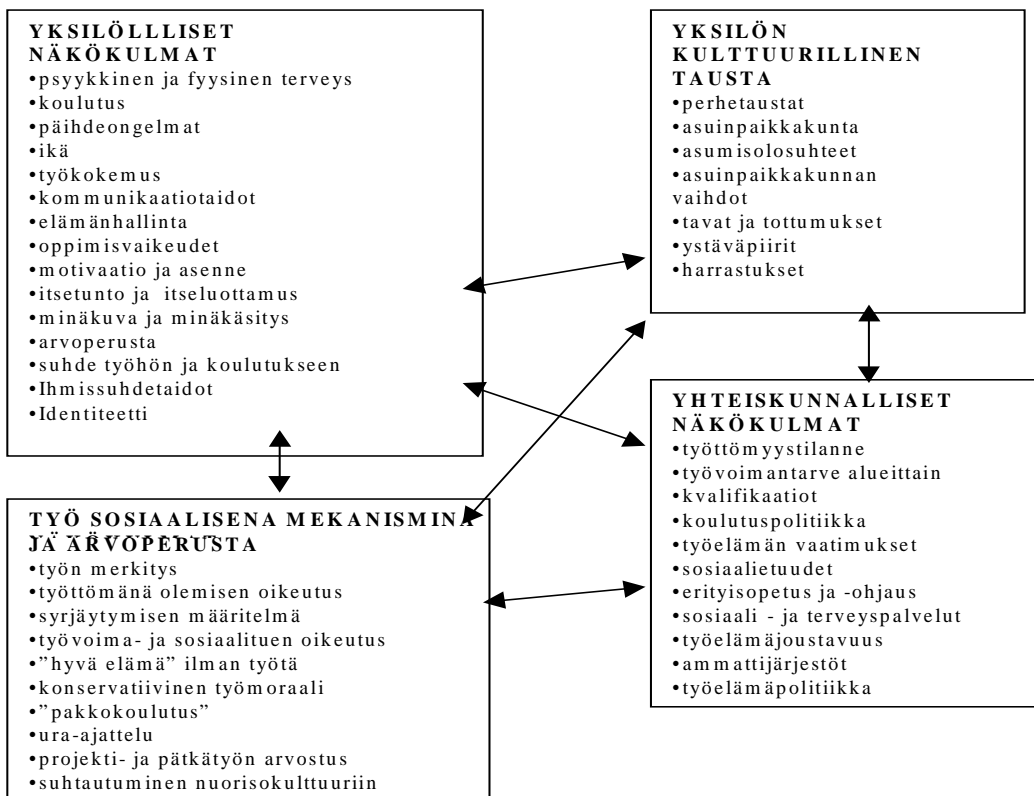 YKSILÖLLLISET
NÄKÖKULMAT
•psyykkinen ja fyysinen terveys
•koulutus
•päihdeongelmat
•ikä
•työkokemus
•kommunikaatiotaidot
•elämänhallinta
•oppimisvaikeudet
•motivaatio ja asenne
•itsetunto ja itseluottamus
•minäkuva ja minäkäsitys
•arvoperusta
•suhde työhön ja koulutukseen
•Ihmissuhdetaidot
•Identiteetti
YKSILÖN
KULTTUURILLINEN
TAUSTA
•perhetaustat
•asuinpaikkakunta
•asumisolosuhteet
•asuinpaikkakunnan
vaihdot
•tavat ja tottumukset
•ystäväpiirit
•harrastukset
TYÖ SOSIAALISENA MEKANISMINA
JA ARVOPERUSTA
•työn merkitys
•työttömänä olemisen oikeutus
•syrjäytymisen määritelmä
•työvoima- ja sosiaalituen oikeutus
•”hyvä elämä” ilman työtä
•konservatiivinen työmoraali
•”pakkokoulutus”
•ura-ajattelu
•projekti- ja pätkätyön arvostus
•suhtautuminen nuorisokulttuuriin
YHTEISKUNNALLISET
NÄKÖKULMAT
•työttömyystilanne
•työvoimantarve alueittain
•kvalifikaatiot
•koulutuspolitiikka
•työelämän vaatimukset
•sosiaalietuudet
•erityisopetus ja -ohjaus
•sosiaali - ja terveyspalvelut
•työelämäjoustavuus
•ammattijärjestöt
•työelämäpolitiikka